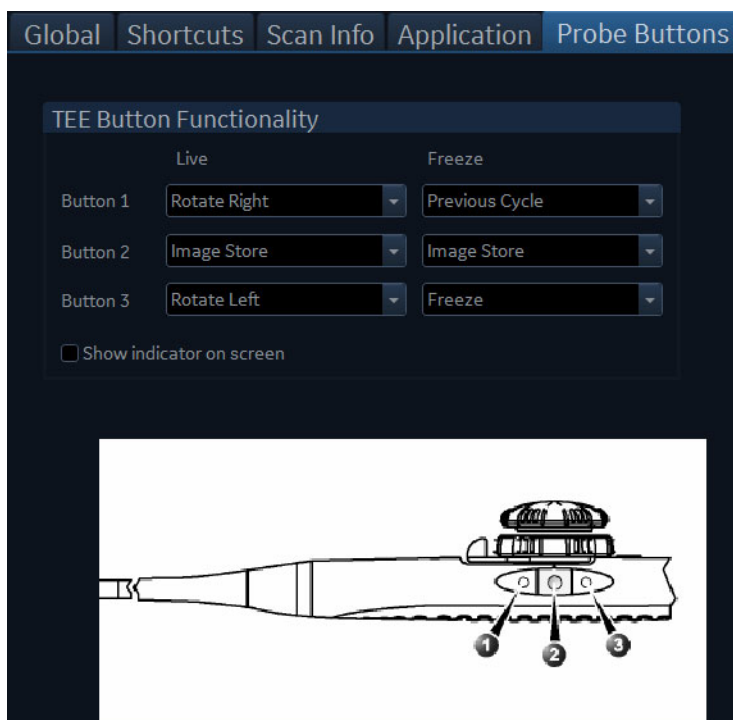 Global Shortcuts Scan Info Application Probe Buttons
TEE Button Functionality
Live Freeze
Button 1 Rotate Right Previous Cycle
Button 2 Image Store Image Store
Button 3 Rotate Left Freeze
Show indicator on screen
1 2 3